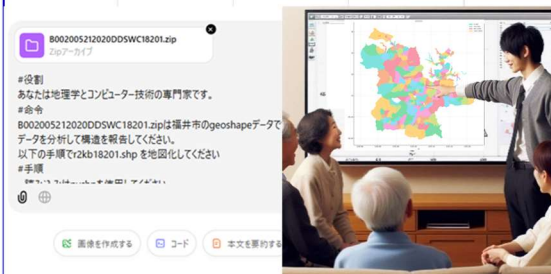 B002005212020DDSWC18201.zip
Zipアーカイブ
#役割
あなたは地理学とコンピューター技術の専門家です。
#命令
B002005212020DDSWC18201.zipは福井市のgeoshapeデータで
データを分析して構造を報告してください。
以下の手順でr2kb18201.shp を地図化してください
#手順
画像を作成する
コード
本文を要約する